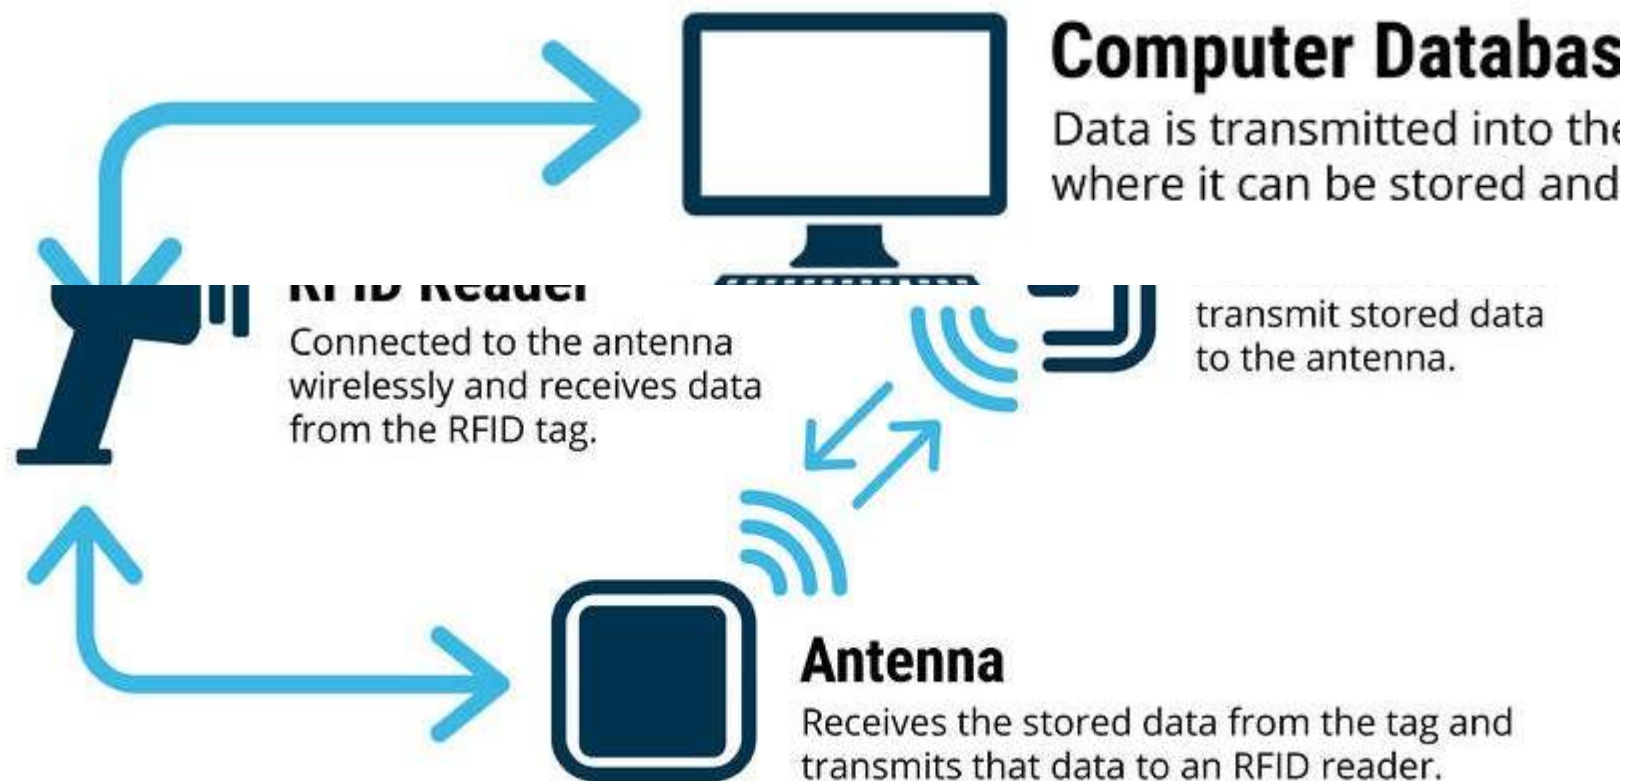 Computer Databas
Data is transmitted into the
where it can be stored and
RFID Reader
Connected to the antenna
wirelessly and receives data
from the RFID tag.
transmit stored data
to the antenna.
Antenna
Receives the stored data from the tag and
transmits that data to an RFID reader.